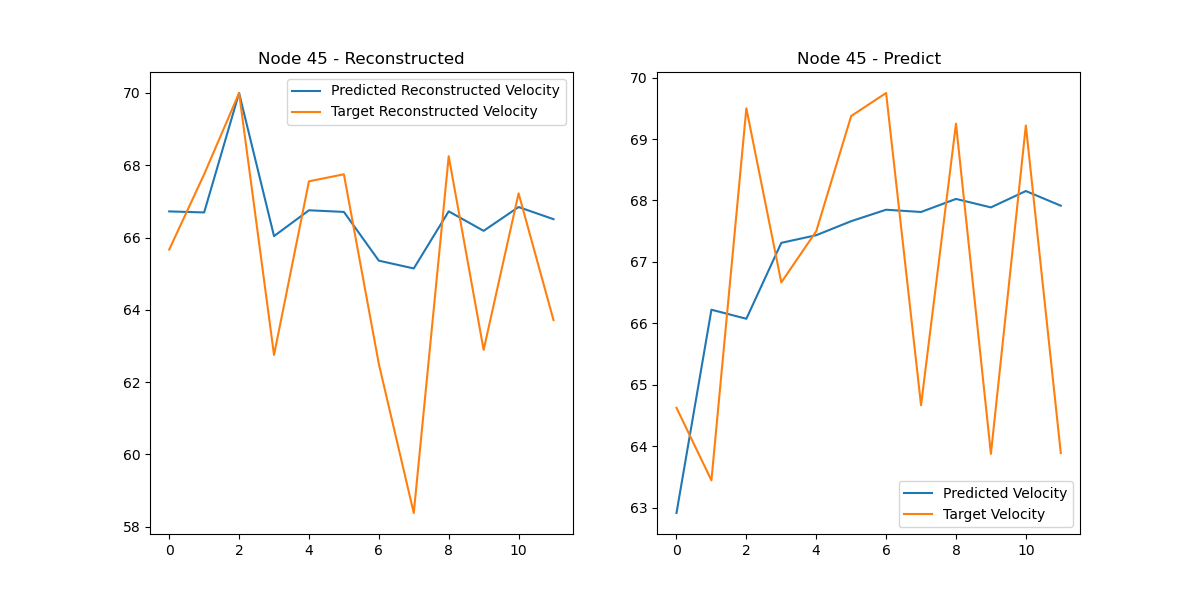 Node 45 - Reconstructed
70
68
66
64
62
60
58
0 2 4 6 8 10
Predicted Reconstructed Velocity
Target Reconstructed Velocity
Node 45 - Predict
70
69
68
67
66
65
64
63
0 2 4 6 8 10
Predicted Velocity
Target Velocity